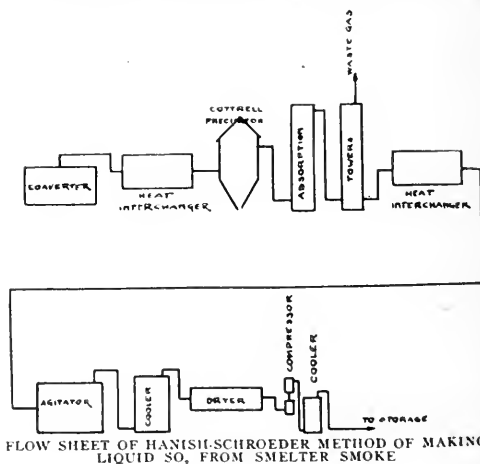 WASTE GAS
COTTRELL
PRECIPITOR
CONVERTER
HEAT
INTERCHANGER
ABSORPTION
TOWERS
HEAT
INTERCHANGER
AGITATOR
COOLER
DRYER
COMPRESSOR
COOLER
TO STORAGE
FLOW SHEET OF HANISH-SCHROEDER METHOD OF MAKING
LIQUID SO₂ FROM SMELTER SMOKE